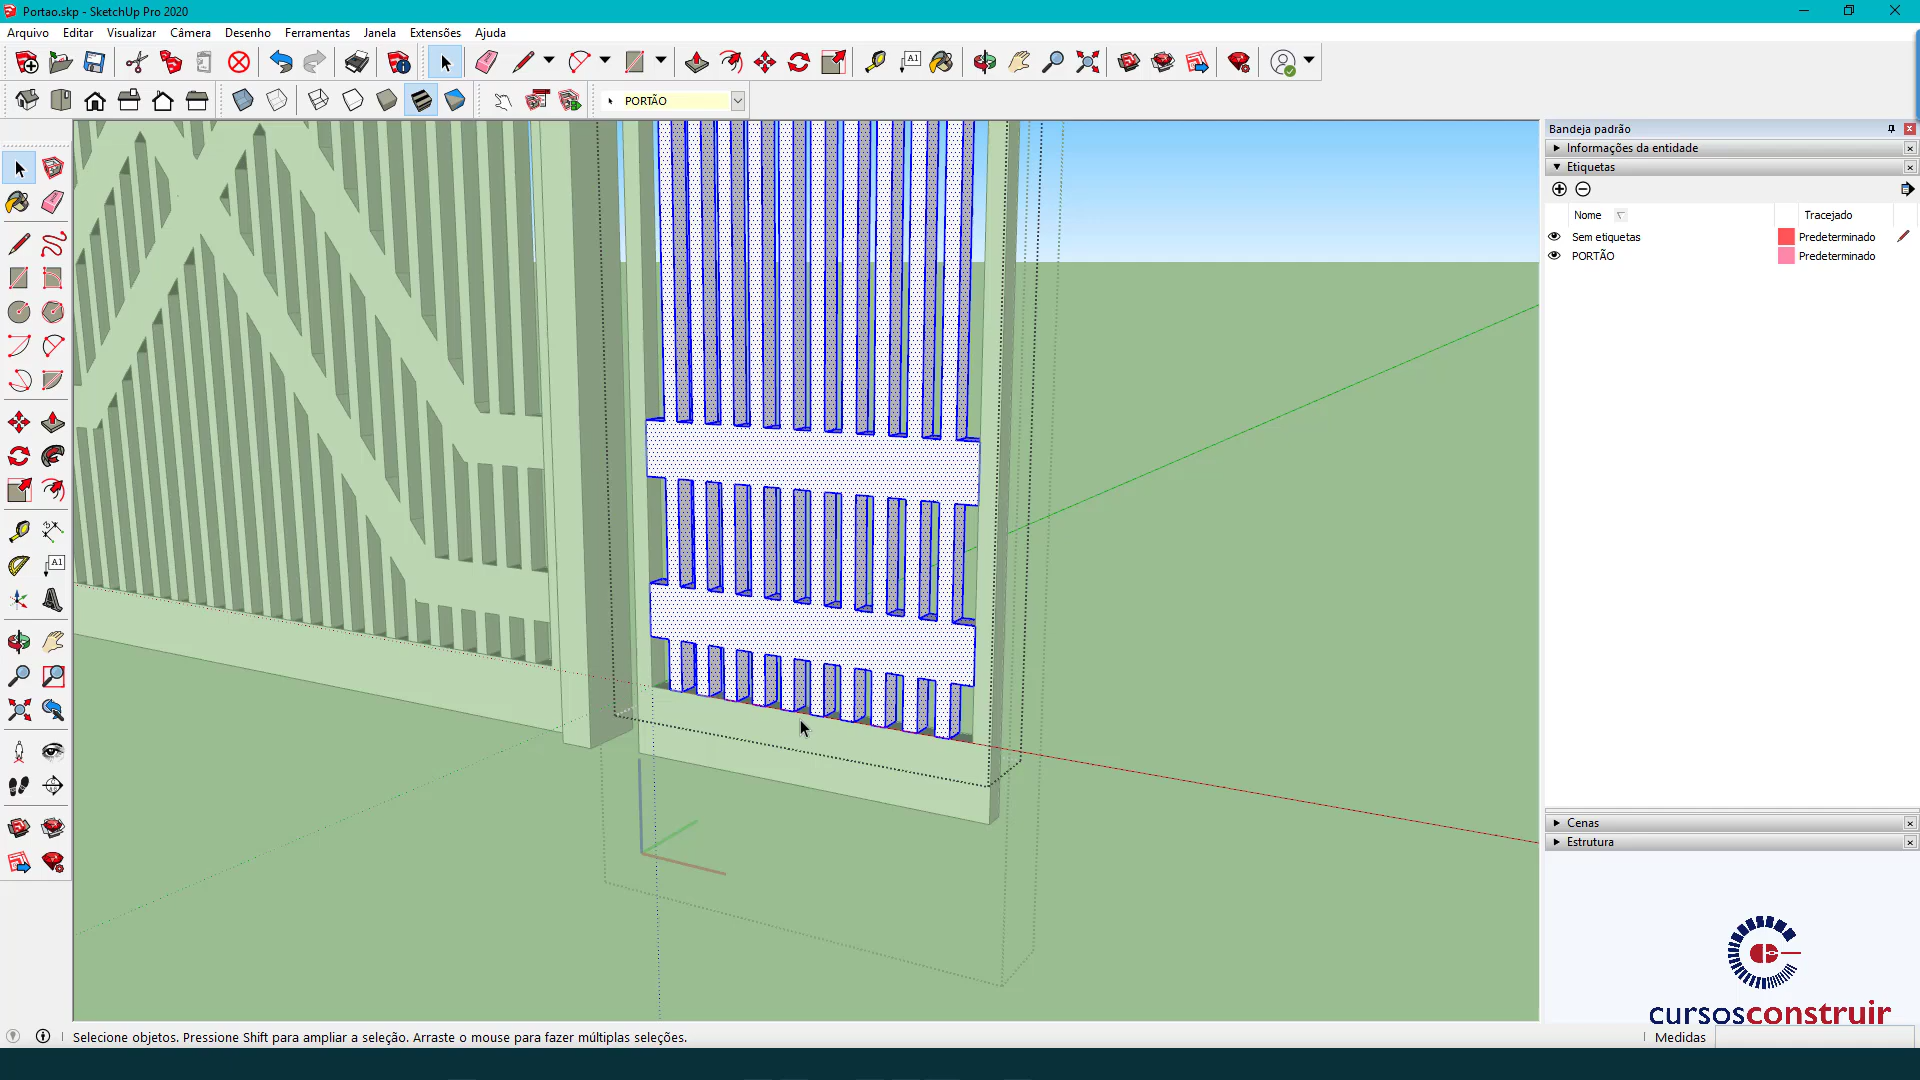 Portao.skp - SketchUp Pro 2020
Arquivo Editar Visualizar Câmera Desenho Ferramentas Janela Extensões Ajuda
A1
PORTÃO
Bandeja padrão
Informações da entidade
Etiquetas
Nome Tracejado
Sem etiquetas Predeterminado
PORTÃO Predeterminado
A1
Cenas
Estrutura
cursosconstruir
Selecione objetos. Pressione Shift para ampliar a seleção. Arraste o mouse para fazer múltiplas seleções.
Medidas